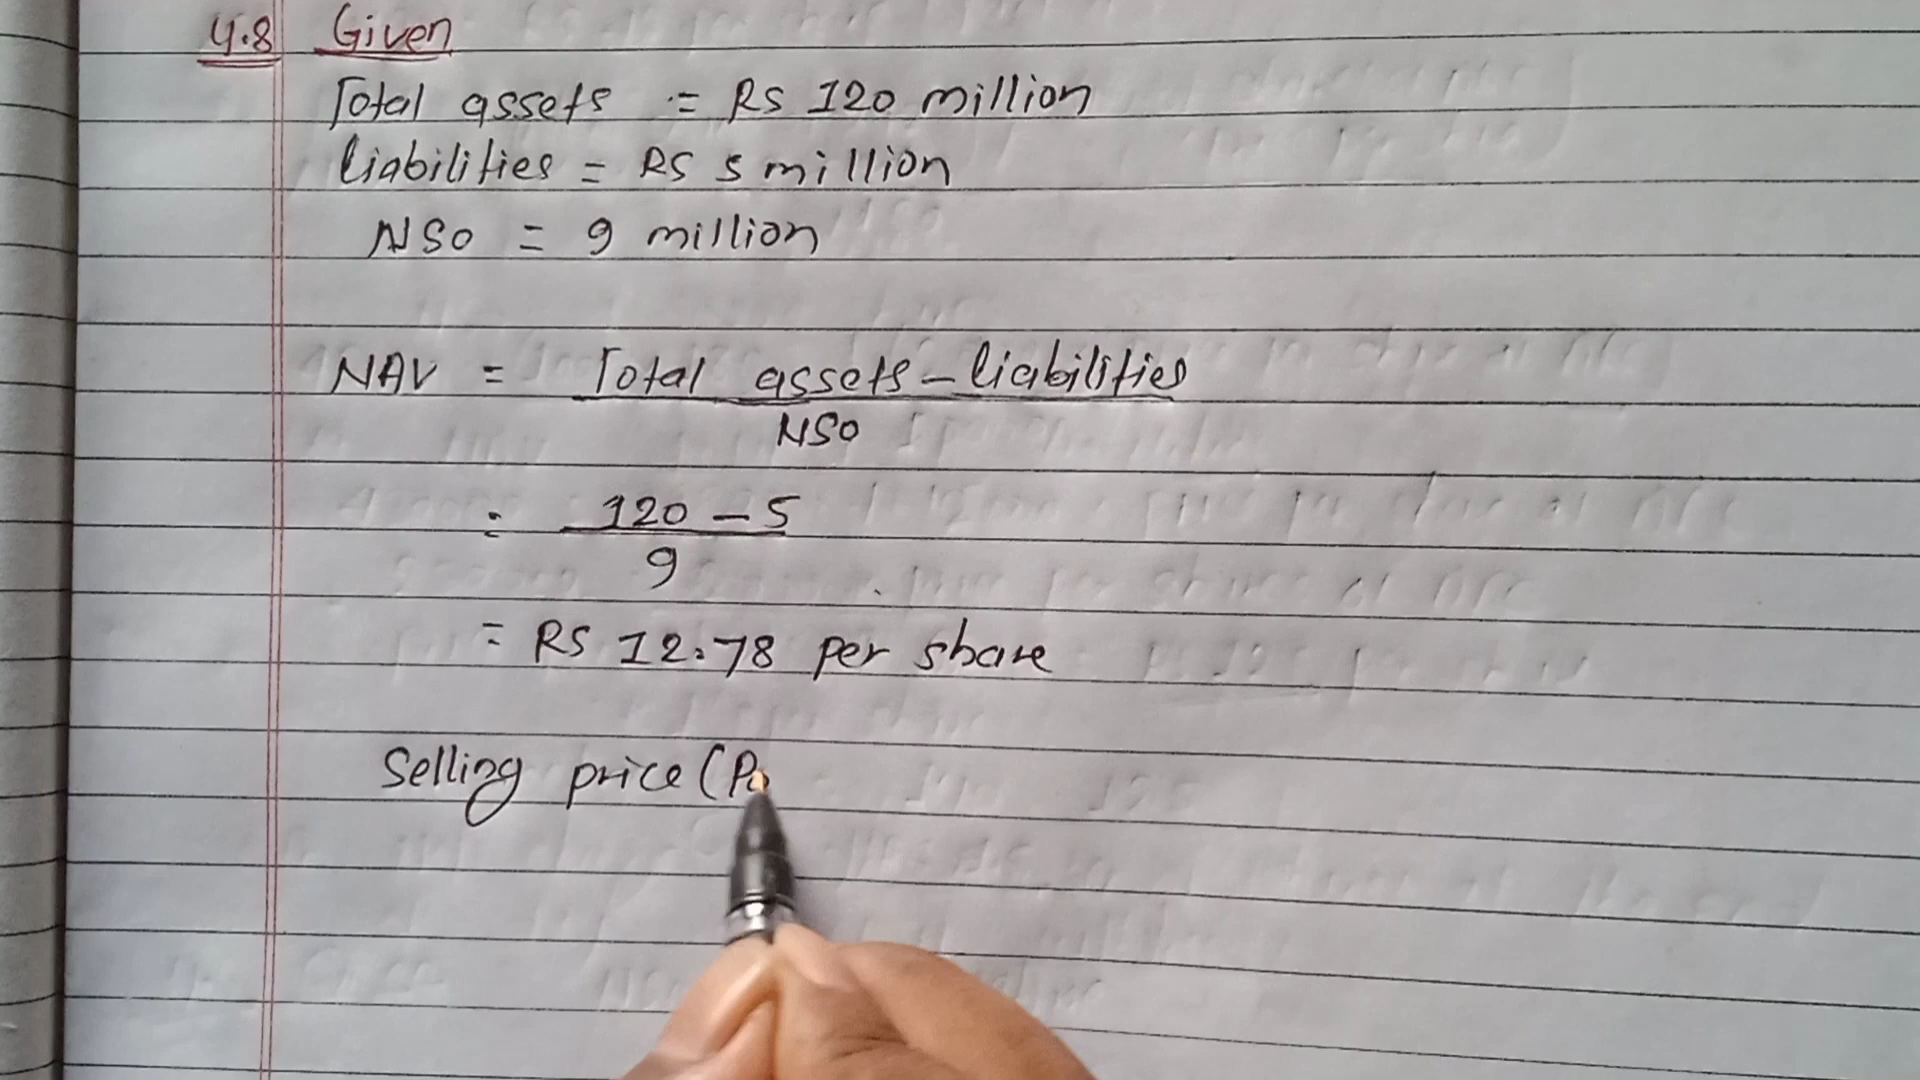 4.8 Given
Total assets = RS 120 million
liabilities = RS 5 million
NSO = 9 million
NAV = Total assets - liabilities
NSO
= 120 - 5
9
= RS 12.78 per share
Selling price (Po